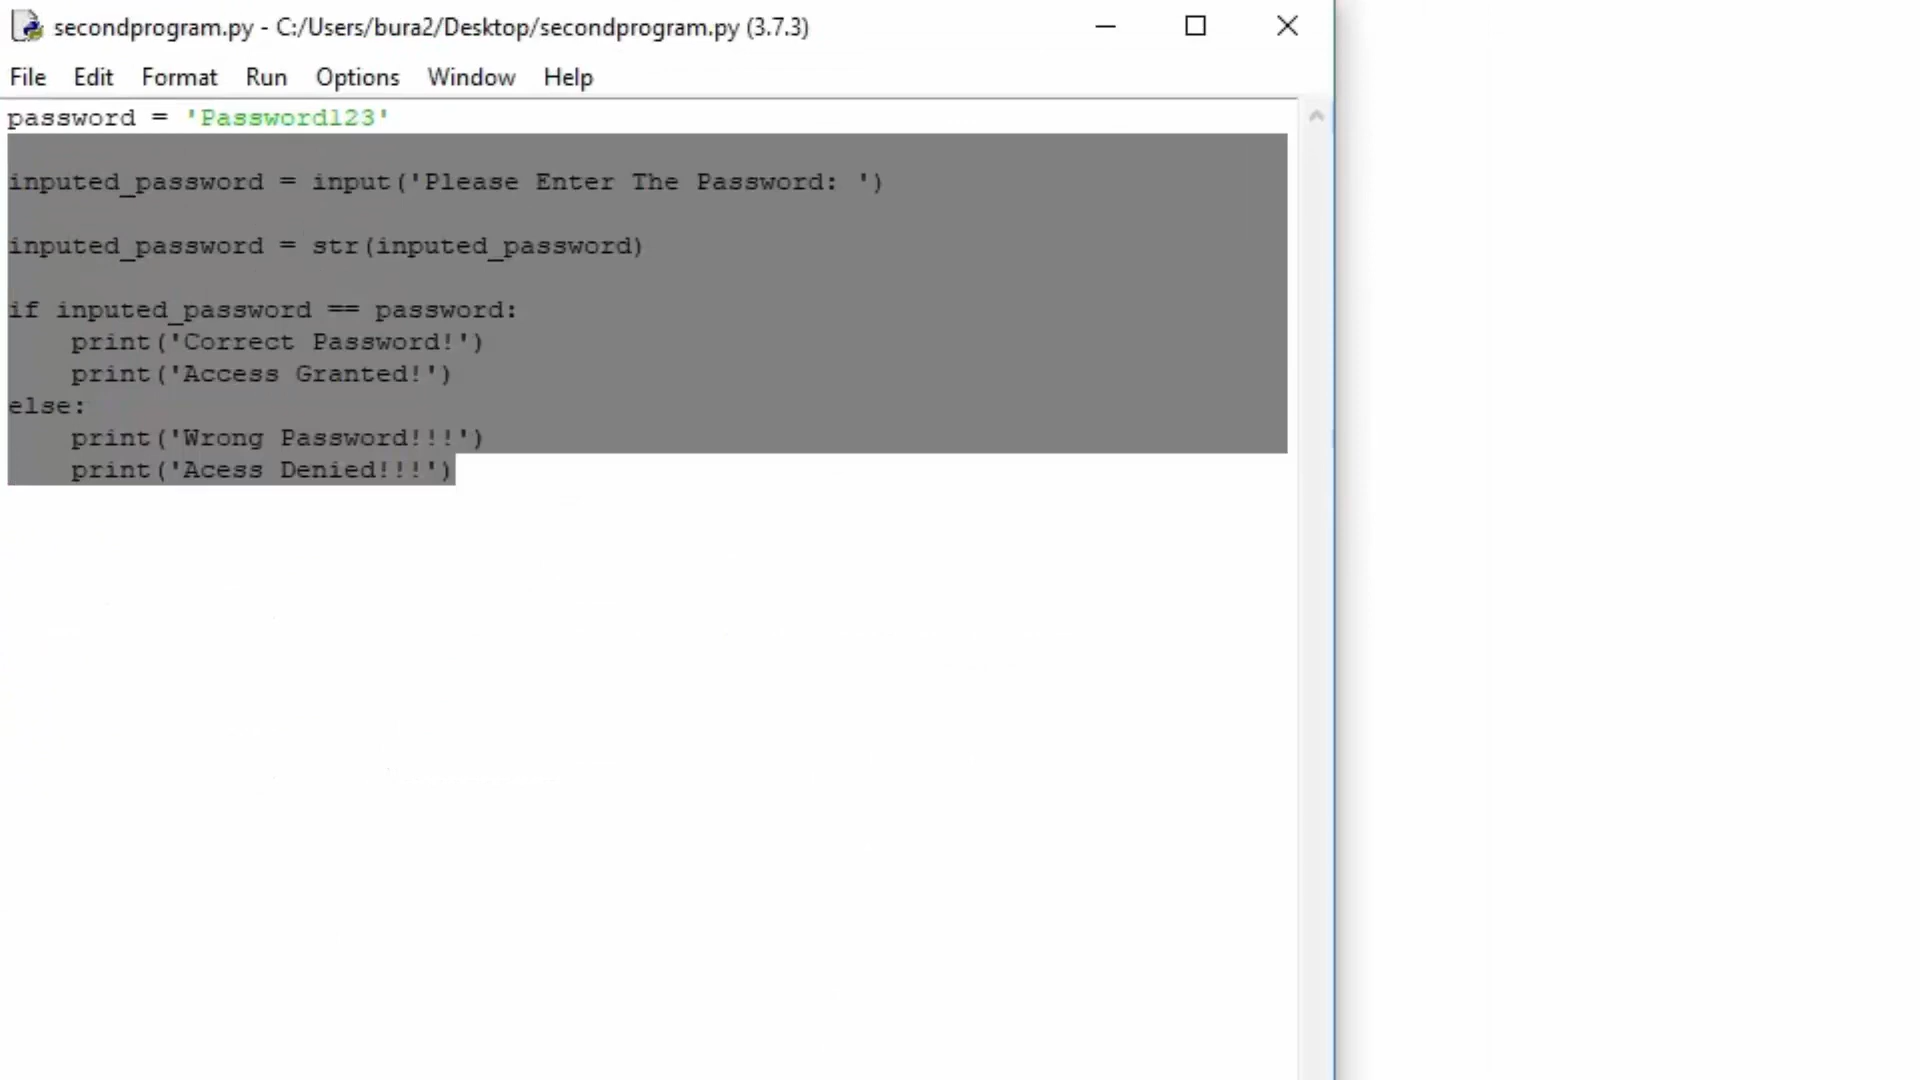 secondprogram.py - C:/Users/bura2/Desktop/secondprogram.py (3.7.3)
File Edit Format Run Options Window Help
password = 'Password123'
inputed_password = input('Please Enter The Password: ')
inputed_password = str(inputed_password)
if inputed_password == password:
    print('Correct Password!')
    print('Access Granted!')
else:
    print('Wrong Password!!!')
    print('Acess Denied!!!')